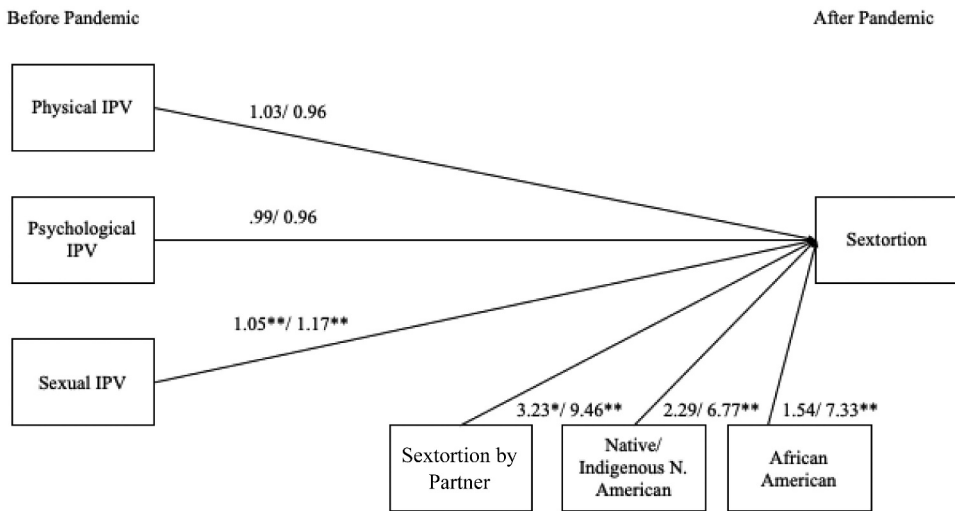 Before Pandemic
After Pandemic
Physical IPV
1.03/ 0.96
Psychological
IPV
.99/ 0.96
Sextortion
1.05**/ 1.17**
Sexual IPV
3.23*/ 9.46**
2.29/ 6.77**
1.54/ 7.33**
Sextortion by
Partner
Native/
Indigenous N.
American
African
American